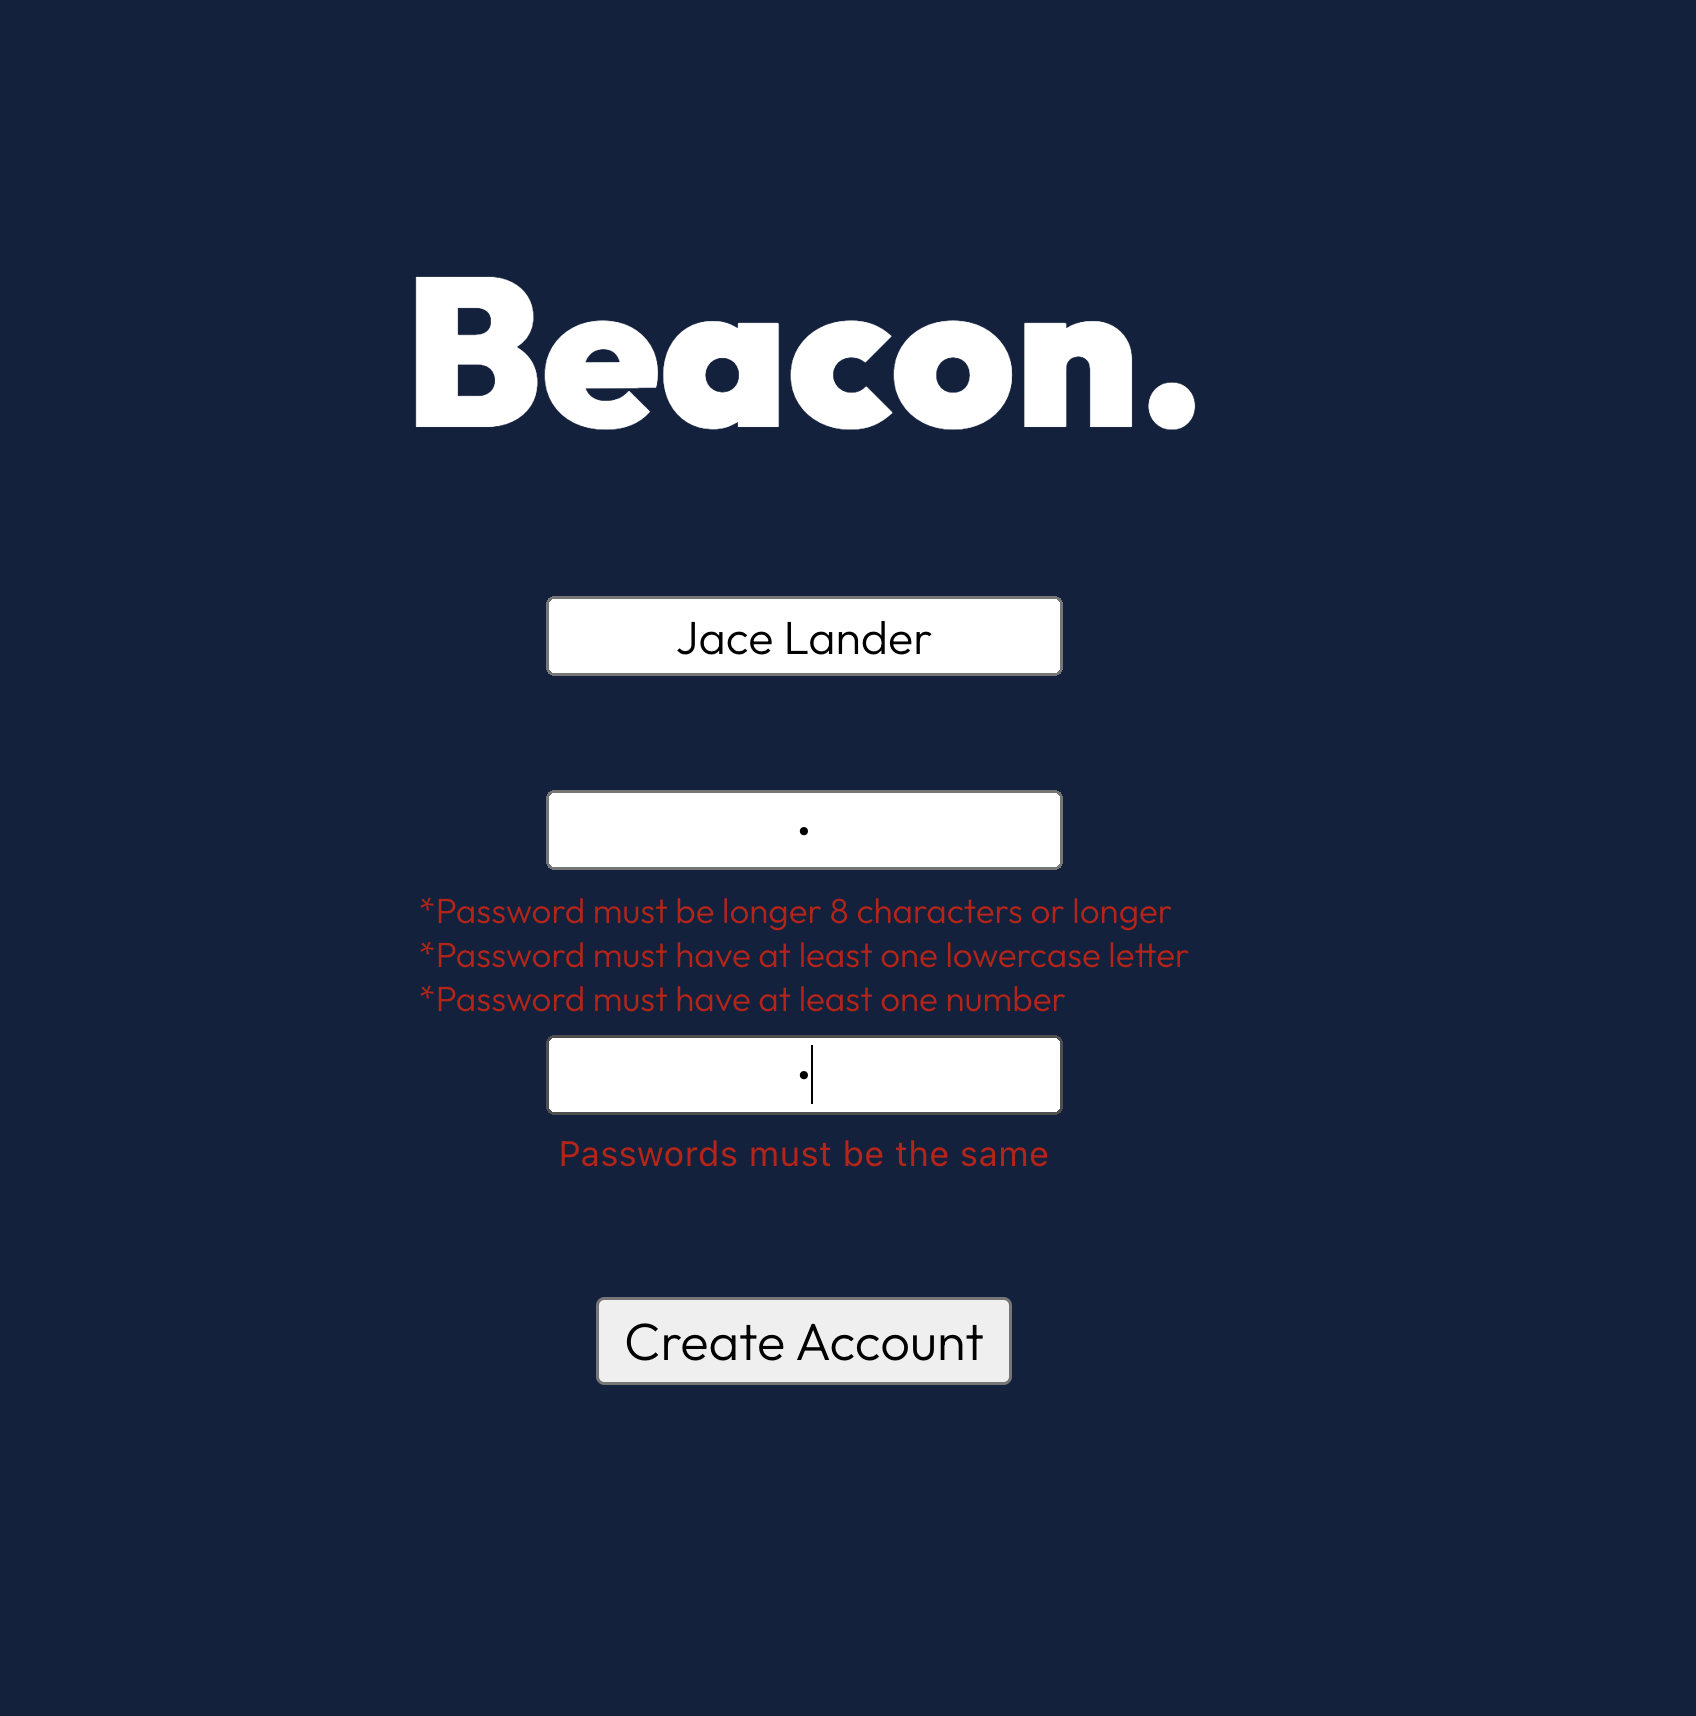 Beacon.
Jace Lander
•
*Password must be longer 8 characters or longer
*Password must have at least one lowercase letter
*Password must have at least one number
•
Passwords must be the same
Create Account